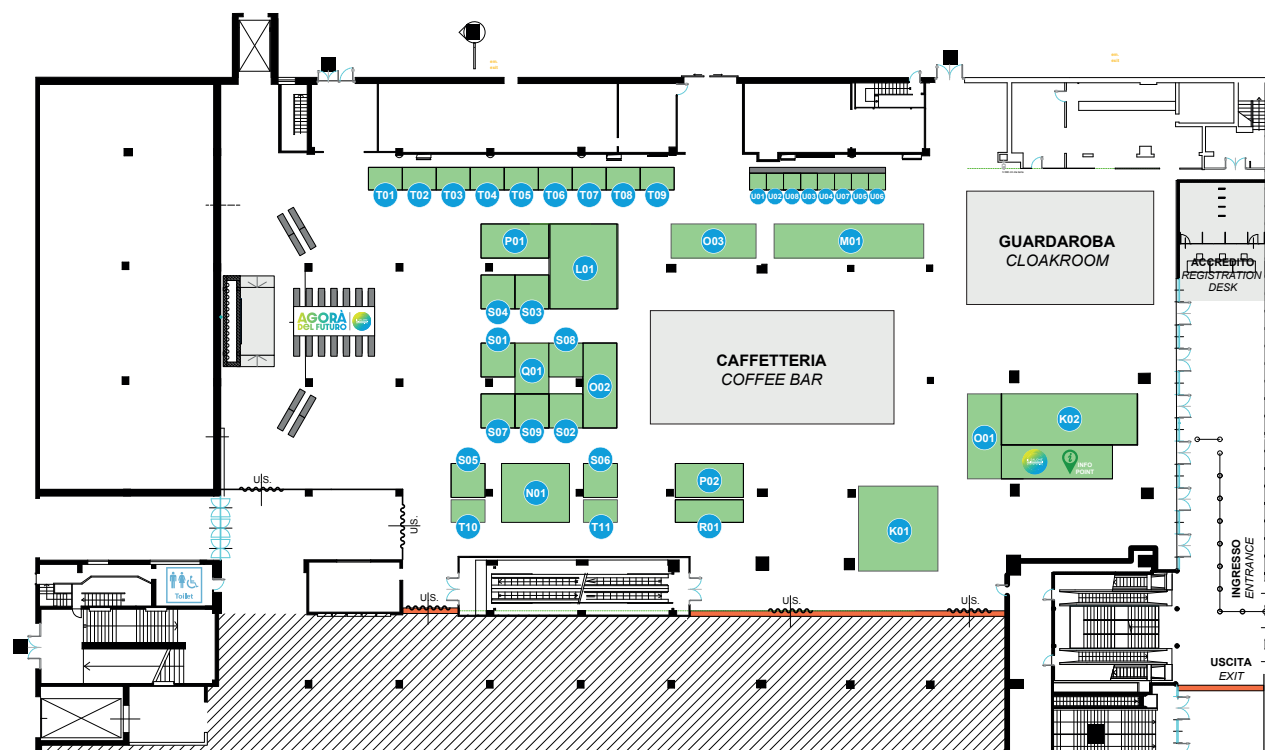 T01 T02 T03 T04 T05 T06 T07 T08 T09
U01 U02 U08 U03 U04 U07 U05 U06
P01
L01
O03
M01
GUARDAROBA
CLOAKROOM
ACCREDITO
REGISTRATION
DESK
S04 S03
AGORÀ
DEL FUTURO
S01
S08
Q01
O02
CAFFETTERIA
COFFEE BAR
S07 S09 S02
O01
K02
INFO
POINT
S05
S06
N01
P02
T10
T11
R01
K01
U.S.
U.S.
U.S.
U.S.
U.S.
Toilet
INGRESSO
ENTRANCE
USCITA
EXIT